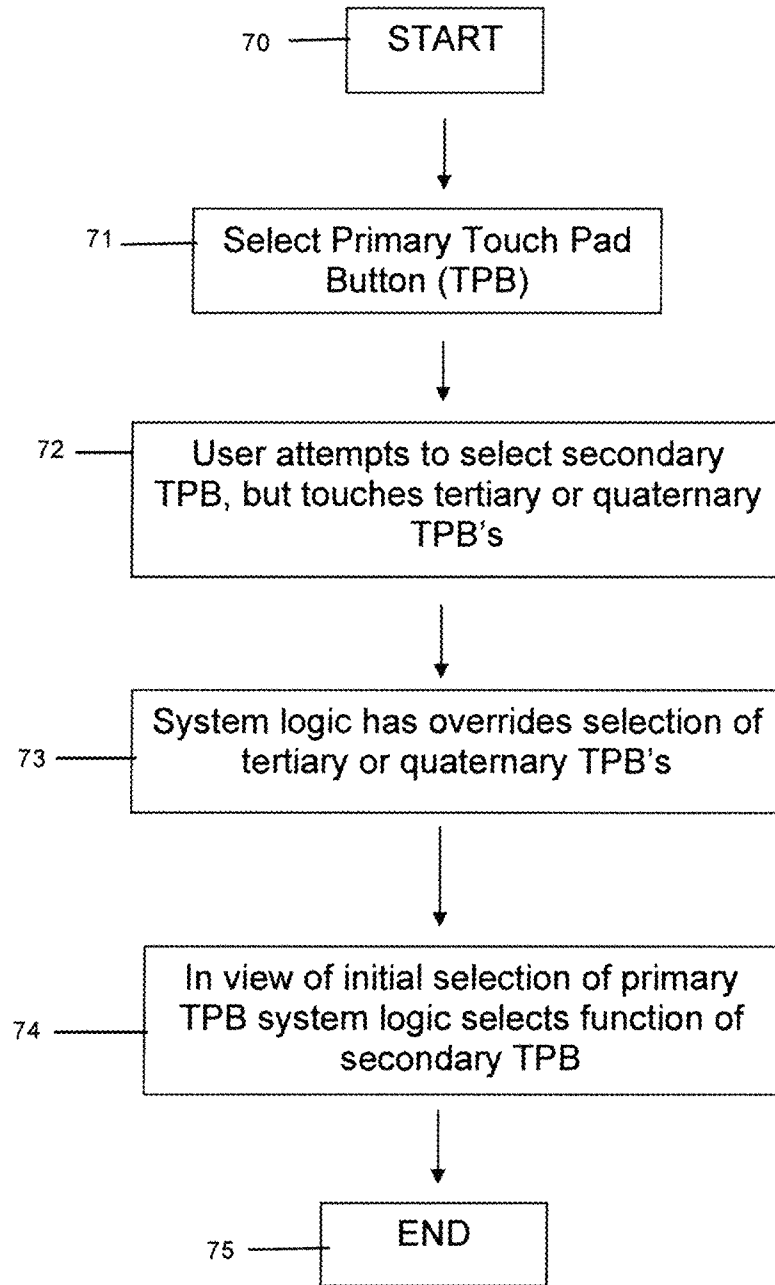 70
START
71
Select Primary Touch Pad
Button (TPB)
72
User attempts to select secondary
TPB, but touches tertiary or quaternary
TPB's
73
System logic has overrides selection of
tertiary or quaternary TPB's
74
In view of initial selection of primary
TPB system logic selects function of
secondary TPB
75
END